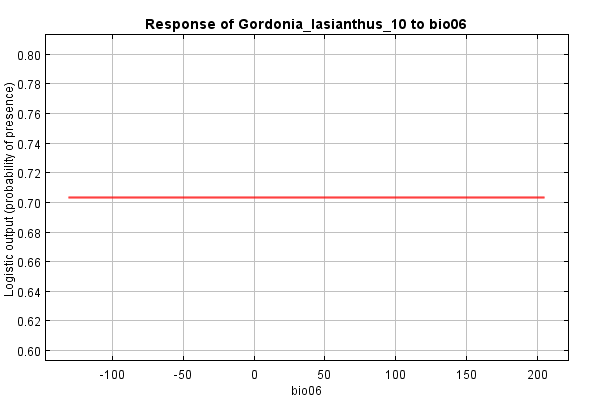 Response of Gordonia_lasianthus_10 to bio06
Logistic output (probability of presence)
0.80
0.78
0.76
0.74
0.72
0.70
0.68
0.66
0.64
0.62
0.60
-100 -50 0 50 100 150 200
bio06